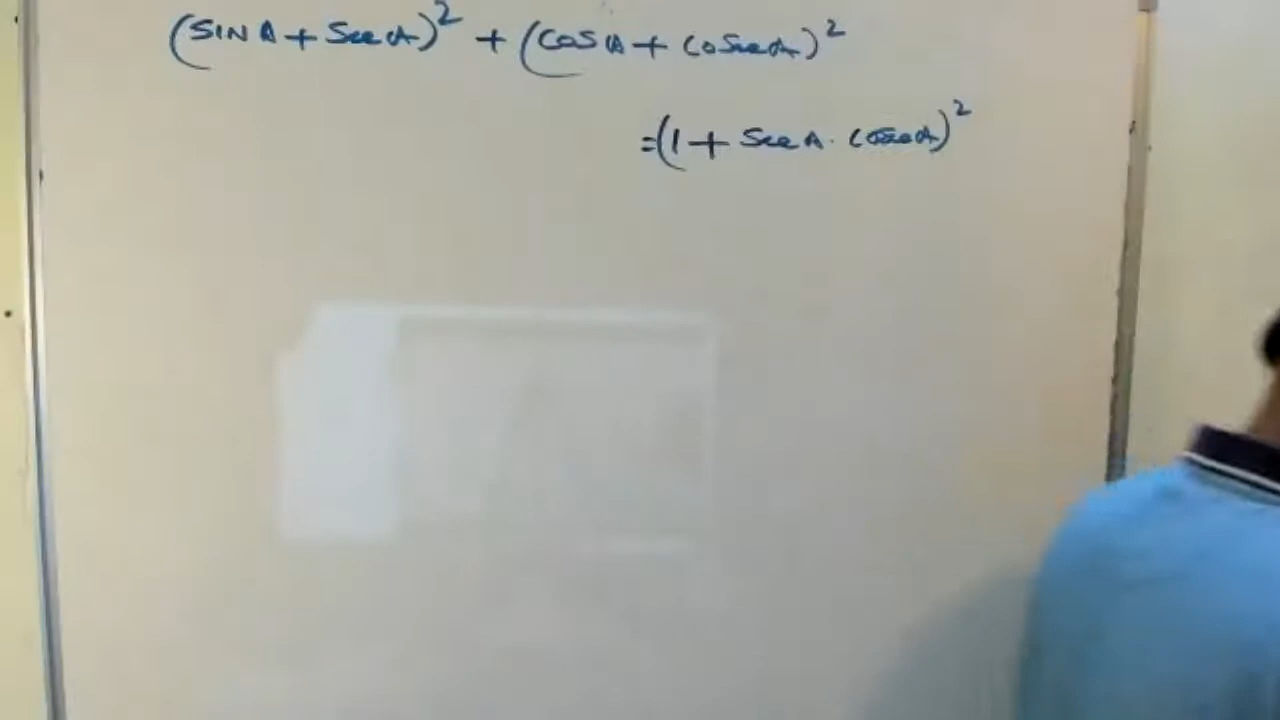 (SIN A + Sec A)² + (COS A + Cosec A)²
=(1 + Sec A. Cosec A)²